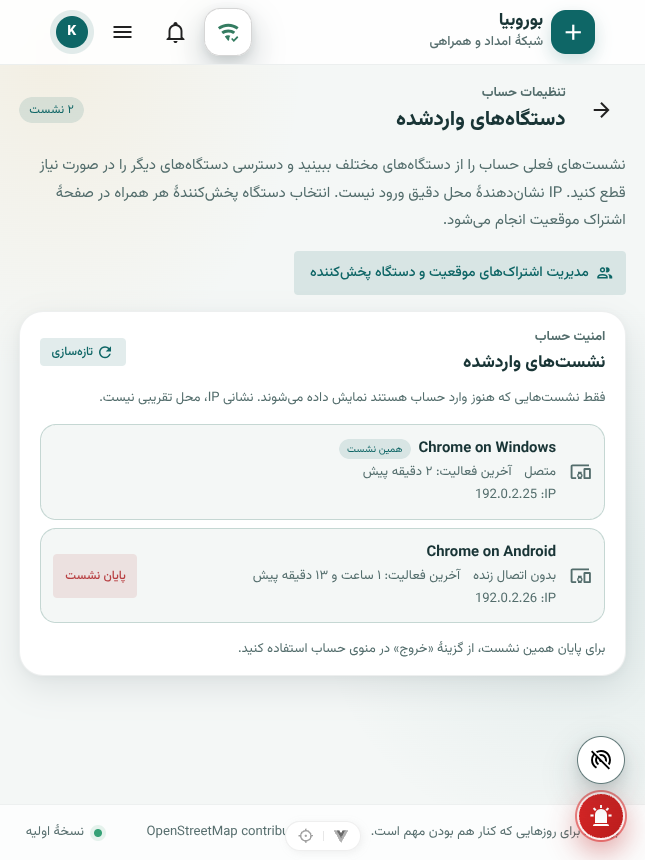 بوروبیا
شبکهٔ امداد و همراهی
K
تنظیمات حساب
دستگاه‌های واردشده
۲ نشست
نشست‌های فعلی حساب را از دستگاه‌های مختلف ببینید و دسترسی دستگاه‌های دیگر را در صورت نیاز
قطع کنید. IP نشان‌دهندهٔ محل دقیق ورود نیست. انتخاب دستگاه پخش‌کنندهٔ هر همراه در صفحهٔ
اشتراک موقعیت انجام می‌شود.
مدیریت اشتراک‌های موقعیت و دستگاه پخش‌کننده
امنیت حساب
نشست‌های واردشده
تازه‌سازی
فقط نشست‌هایی که هنوز وارد حساب هستند نمایش داده می‌شوند. نشانی IP، محل تقریبی نیست.
Chrome on Windows همین نشست
متصل آخرین فعالیت: ۲ دقیقه پیش
IP: 192.0.2.25
Chrome on Android
بدون اتصال زنده آخرین فعالیت: ۱ ساعت و ۱۳ دقیقه پیش
IP: 192.0.2.26
پایان نشست
برای پایان همین نشست، از گزینهٔ «خروج» در منوی حساب استفاده کنید.
برای روزهایی که کنار هم بودن مهم است.
OpenStreetMap
نسخهٔ اولیه